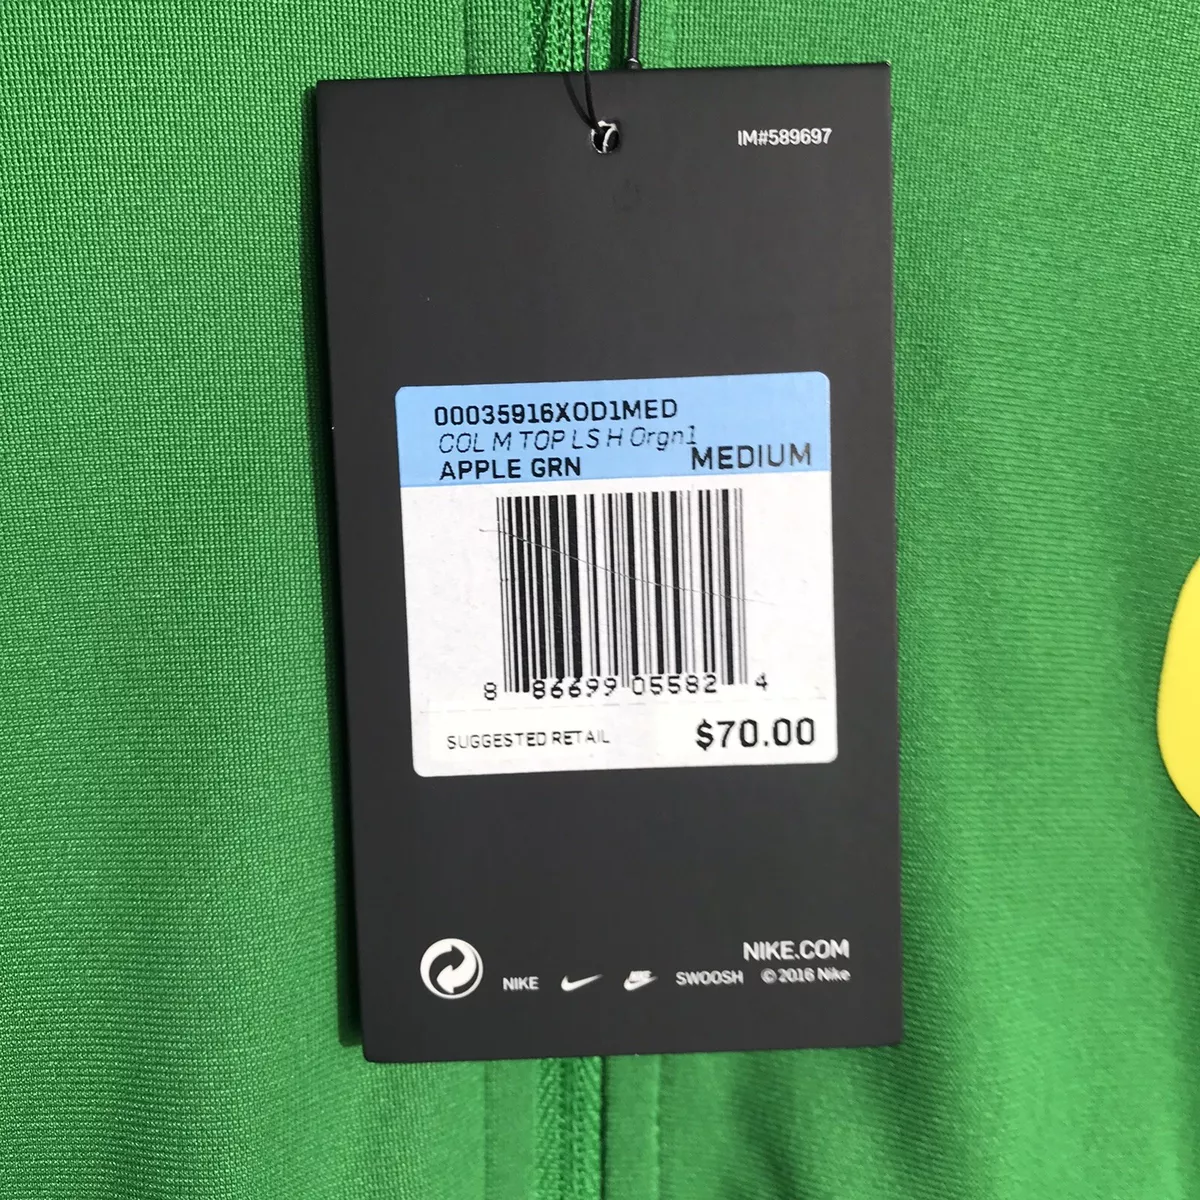 IM#589697
00035916XOD1MED
COL M TOP LS H Orgn1
APPLE GRN MEDIUM
8 86699 05582 4
SUGGESTED RETAIL $70.00
NIKE.COM
NIKE SWOOSH © 2016 Nike